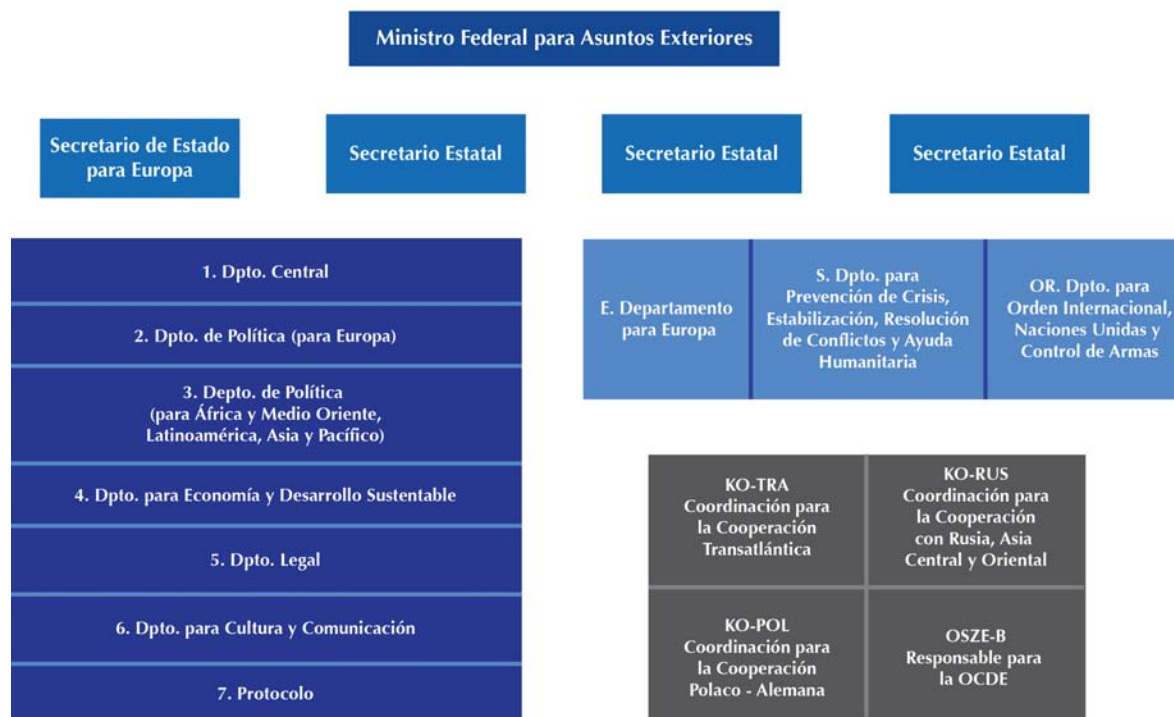 Ministro Federal para Asuntos Exteriores
Secretario de Estado
para Europa
Secretario Estatal
Secretario Estatal
Secretario Estatal
1. Dpto. Central
2. Dpto. de Política (para Europa)
3. Depto. de Política
(para África y Medio Oriente,
Latinoamérica, Asia y Pacífico)
4. Dpto. para Economía y Desarrollo Sustentable
5. Dpto. Legal
6. Dpto. para Cultura y Comunicación
7. Protocolo
E. Departamento
para Europa
S. Dpto. para
Prevención de Crisis,
Estabilización, Resolución
de Conflictos y Ayuda
Humanitaria
OR. Dpto. para
Orden Internacional,
Naciones Unidas y
Control de Armas
KO-TRA
Coordinación para
la Cooperación
Transatlántica
KO-RUS
Coordinación para
la Cooperación
con Rusia, Asia
Central y Oriental
KO-POL
Coordinación para
la Cooperación
Polaco - Alemana
OSZE-B
Responsable para
la OCDE